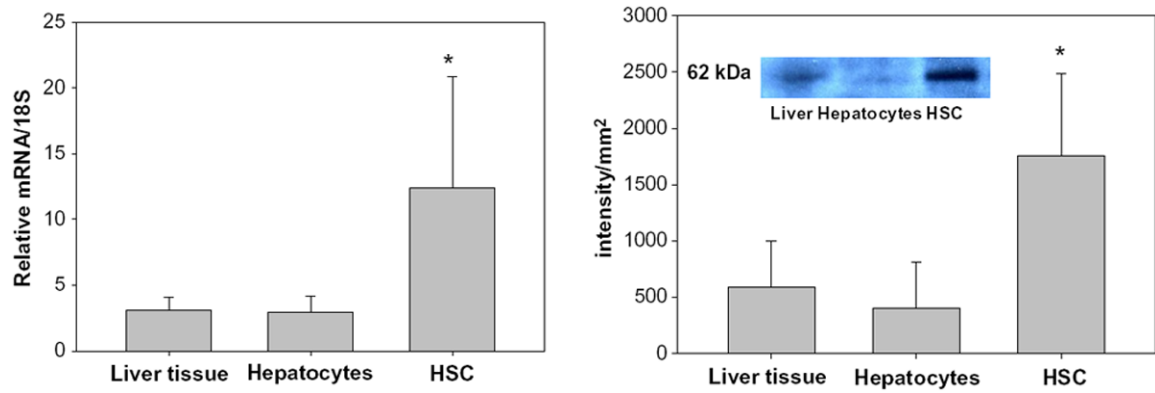 25
20
15
10
5
0
Relative mRNA/18S
*
Liver tissue Hepatocytes HSC
3000
2500
2000
1500
1000
500
0
intensity/mm²
62 kDa
Liver Hepatocytes HSC
*
Liver tissue Hepatocytes HSC